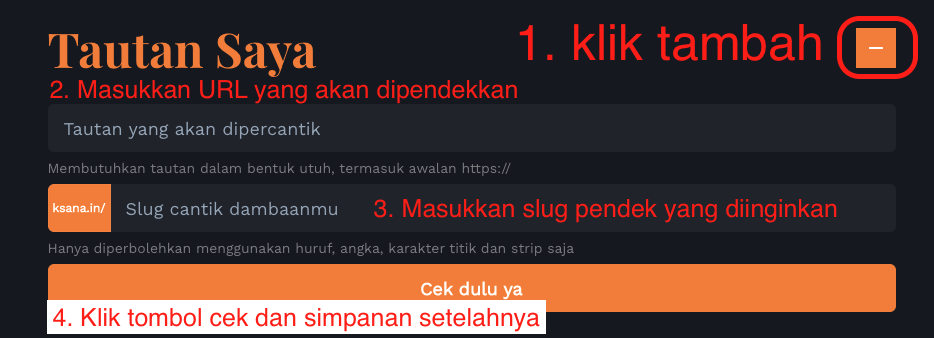 Tautan Saya
1. klik tambah
2. Masukkan URL yang akan dipendekkan
Tautan yang akan dipercantik
Membutuhkan tautan dalam bentuk utuh, termasuk awalan https://
ksana.in/ Slug cantik dambaanmu
3. Masukkan slug pendek yang diinginkan
Hanya diperbolehkan menggunakan huruf, angka, karakter titik dan strip saja
Cek dulu ya
4. Klik tombol cek dan simpanan setelahnya